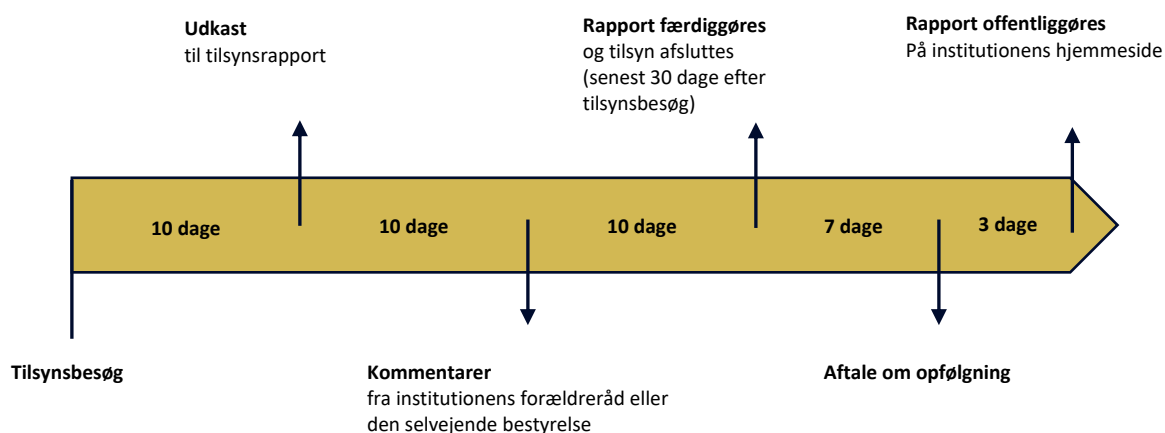 Udkast
til tilsynsrapport
Rapport færdiggøres
og tilsyn afsluttes
(senest 30 dage efter
tilsynsbesøg)
Rapport offentliggøres
På institutionens hjemmeside
10 dage
10 dage
10 dage
7 dage
3 dage
Tilsynsbesøg
Kommentarer
fra institutionens forældreråd eller
den selvejende bestyrelse
Aftale om opfølgning